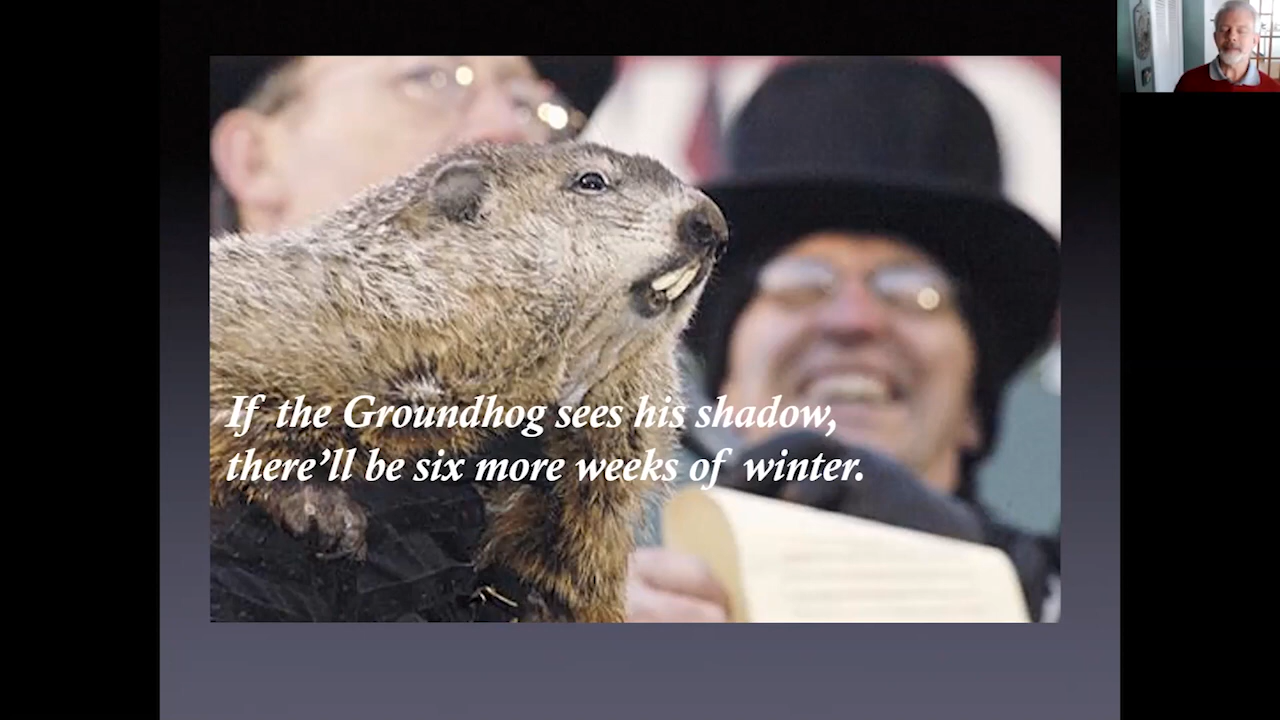 If the Groundhog sees his shadow,
there’ll be six more weeks of winter.